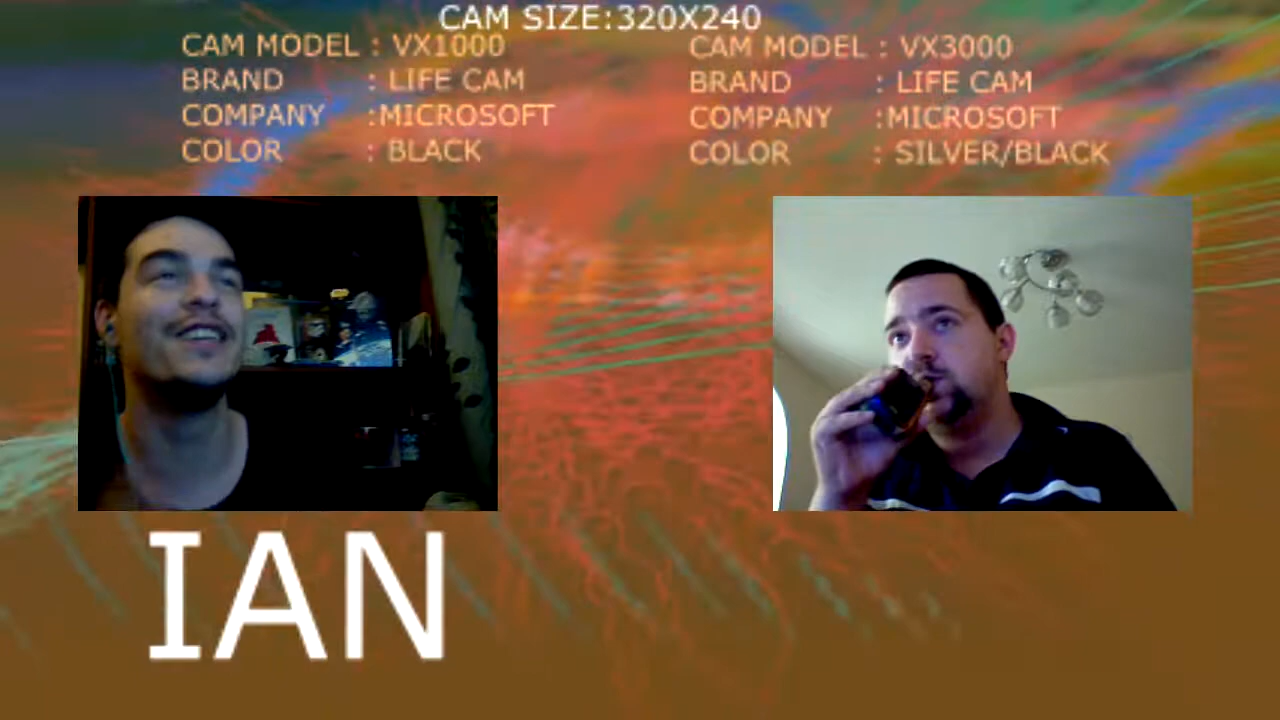 CAM SIZE:320X240
CAM MODEL : VX1000
BRAND : LIFE CAM
COMPANY :MICROSOFT
COLOR : BLACK
CAM MODEL : VX3000
BRAND : LIFE CAM
COMPANY :MICROSOFT
COLOR : SILVER/BLACK
IAN